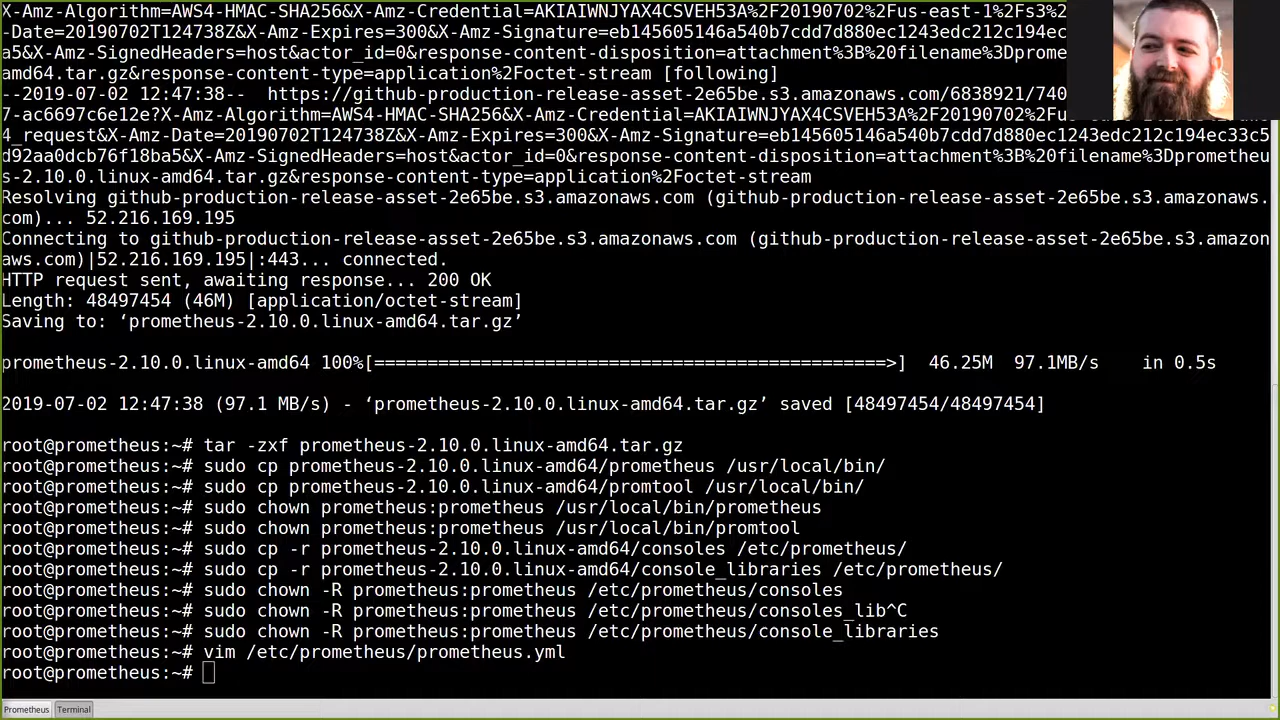 X-Amz-Algorithm=AWS4-HMAC-SHA256&X-Amz-Credential=AKIAIWNJYAX4CSVEH53A%2F20190702%2Fus-east-1%2Fs3%2
-Date=20190702T124738Z&X-Amz-Expires=300&X-Amz-Signature=eb145605146a540b7cdd7d880ec1243edc212c194ec
a5&X-Amz-SignedHeaders=host&actor_id=0&response-content-disposition=attachment%3B%20filename%3Dprome
amd64.tar.gz&response-content-type=application%2Foctet-stream [following]
--2019-07-02 12:47:38--  https://github-production-release-asset-2e65be.s3.amazonaws.com/6838921/740
7-ac6697c6e12e?X-Amz-Algorithm=AWS4-HMAC-SHA256&X-Amz-Credential=AKIAIWNJYAX4CSVEH53A%2F20190702%2Fu
4_request&X-Amz-Date=20190702T124738Z&X-Amz-Expires=300&X-Amz-Signature=eb145605146a540b7cdd7d880ec1243edc212c194ec33c5
d92aa0dcb76f18ba5&X-Amz-SignedHeaders=host&actor_id=0&response-content-disposition=attachment%3B%20filename%3Dprometheu
s-2.10.0.linux-amd64.tar.gz&response-content-type=application%2Foctet-stream
Resolving github-production-release-asset-2e65be.s3.amazonaws.com (github-production-release-asset-2e65be.s3.amazonaws.
com)... 52.216.169.195
Connecting to github-production-release-asset-2e65be.s3.amazonaws.com (github-production-release-asset-2e65be.s3.amazon
aws.com)|52.216.169.195|:443... connected.
HTTP request sent, awaiting response... 200 OK
Length: 48497454 (46M) [application/octet-stream]
Saving to: ‘prometheus-2.10.0.linux-amd64.tar.gz’
prometheus-2.10.0.linux-amd64 100%[================================================>]  46.25M  97.1MB/s    in 0.5s
2019-07-02 12:47:38 (97.1 MB/s) - ‘prometheus-2.10.0.linux-amd64.tar.gz’ saved [48497454/48497454]
root@prometheus:~# tar -zxf prometheus-2.10.0.linux-amd64.tar.gz
root@prometheus:~# sudo cp prometheus-2.10.0.linux-amd64/prometheus /usr/local/bin/
root@prometheus:~# sudo cp prometheus-2.10.0.linux-amd64/promtool /usr/local/bin/
root@prometheus:~# sudo chown prometheus:prometheus /usr/local/bin/prometheus
root@prometheus:~# sudo chown prometheus:prometheus /usr/local/bin/promtool
root@prometheus:~# sudo cp -r prometheus-2.10.0.linux-amd64/consoles /etc/prometheus/
root@prometheus:~# sudo cp -r prometheus-2.10.0.linux-amd64/console_libraries /etc/prometheus/
root@prometheus:~# sudo chown -R prometheus:prometheus /etc/prometheus/consoles
root@prometheus:~# sudo chown -R prometheus:prometheus /etc/prometheus/consoles_lib^C
root@prometheus:~# sudo chown -R prometheus:prometheus /etc/prometheus/console_libraries
root@prometheus:~# vim /etc/prometheus/prometheus.yml
root@prometheus:~#
Prometheus Terminal